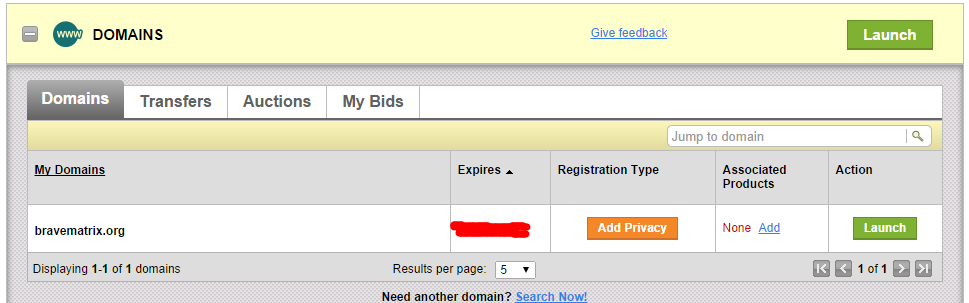 WWW DOMAINS Give feedback Launch
Domains Transfers Auctions My Bids
Jump to domain
My Domains Expires Registration Type Associated Products Action
bravematrix.org Add Privacy None Add Launch
Displaying 1-1 of 1 domains Results per page: 5 1 of 1
Need another domain? Search Now!